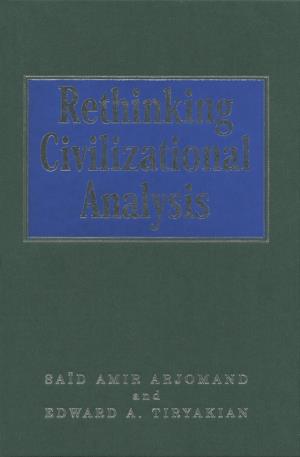 Rethinking
Civilizational
Analysis
SAÏD AMIR ARJOMAND
and
EDWARD A. TIRYAKIAN